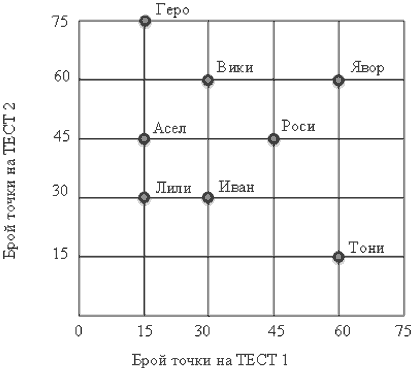 Геро
75
Вики
Явор
60
Асел
Роси
45
Лили
Иван
30
Тони
15
0 15 30 45 60 75
Брой точки на ТЕСТ 1
Брой точки на ТЕСТ 2